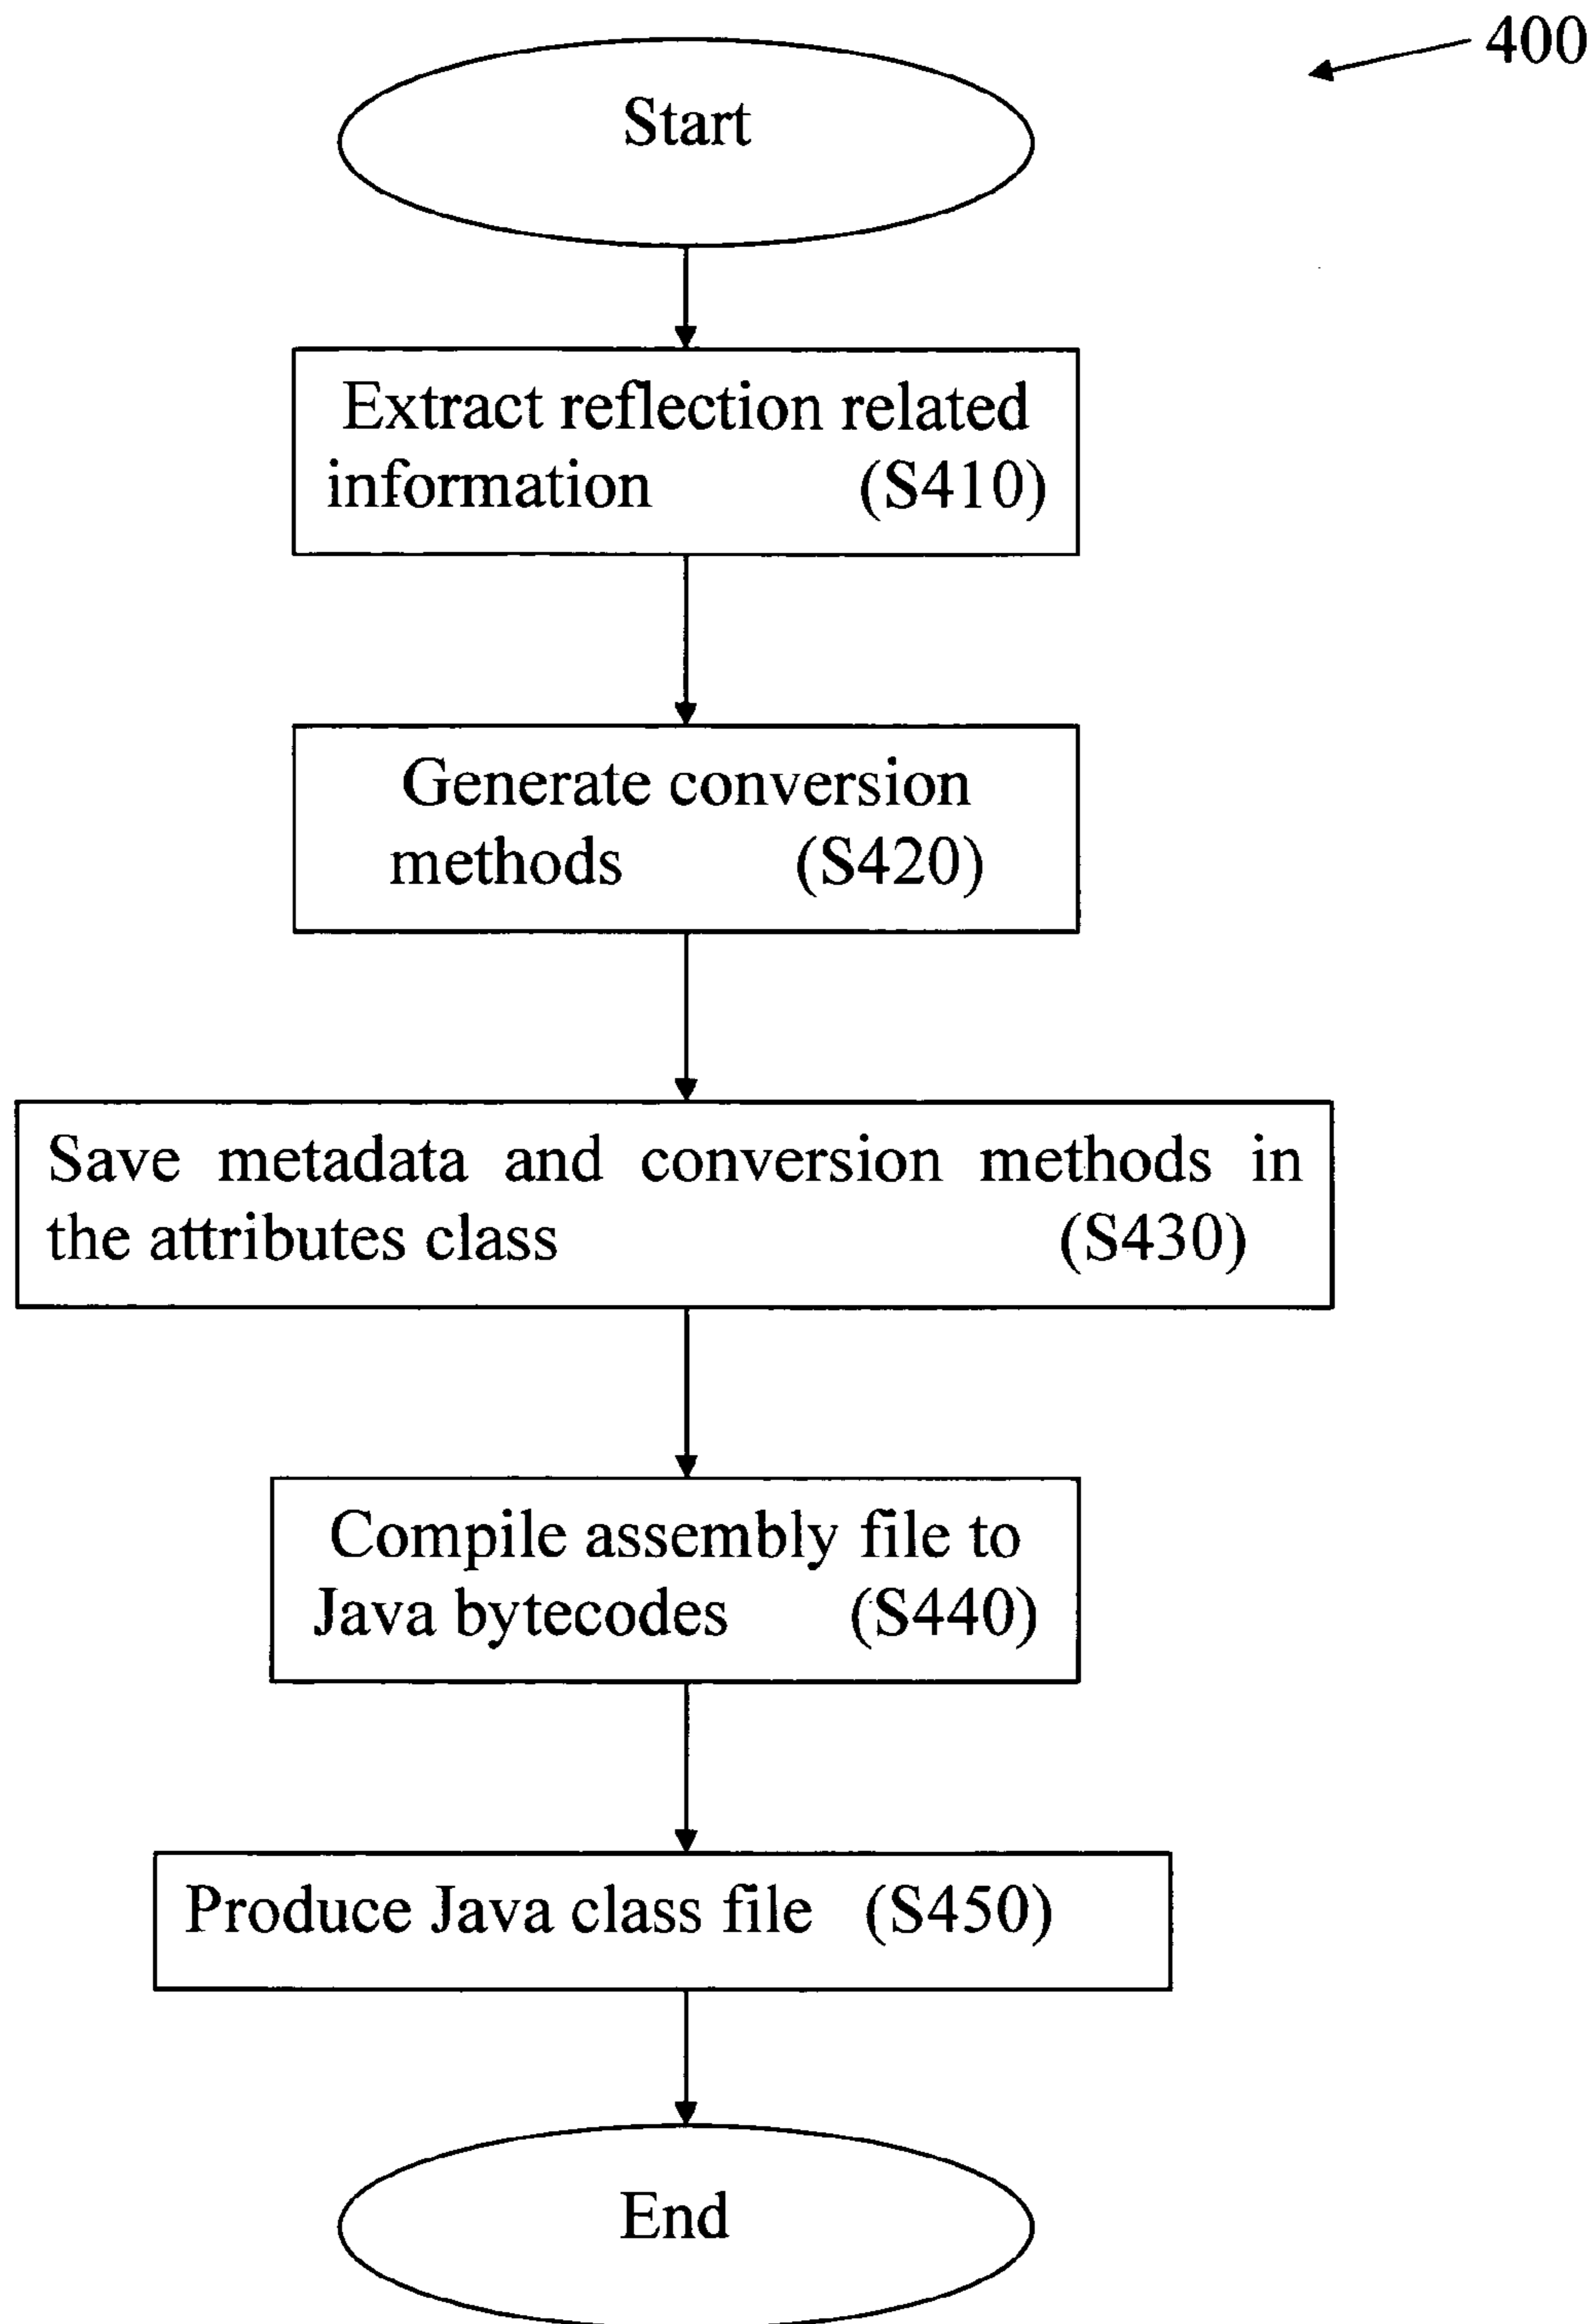 400
Start
Extract reflection related
information (S410)
Generate conversion
methods (S420)
Save metadata and conversion methods in
the attributes class (S430)
Compile assembly file to
Java bytecodes (S440)
Produce Java class file (S450)
End